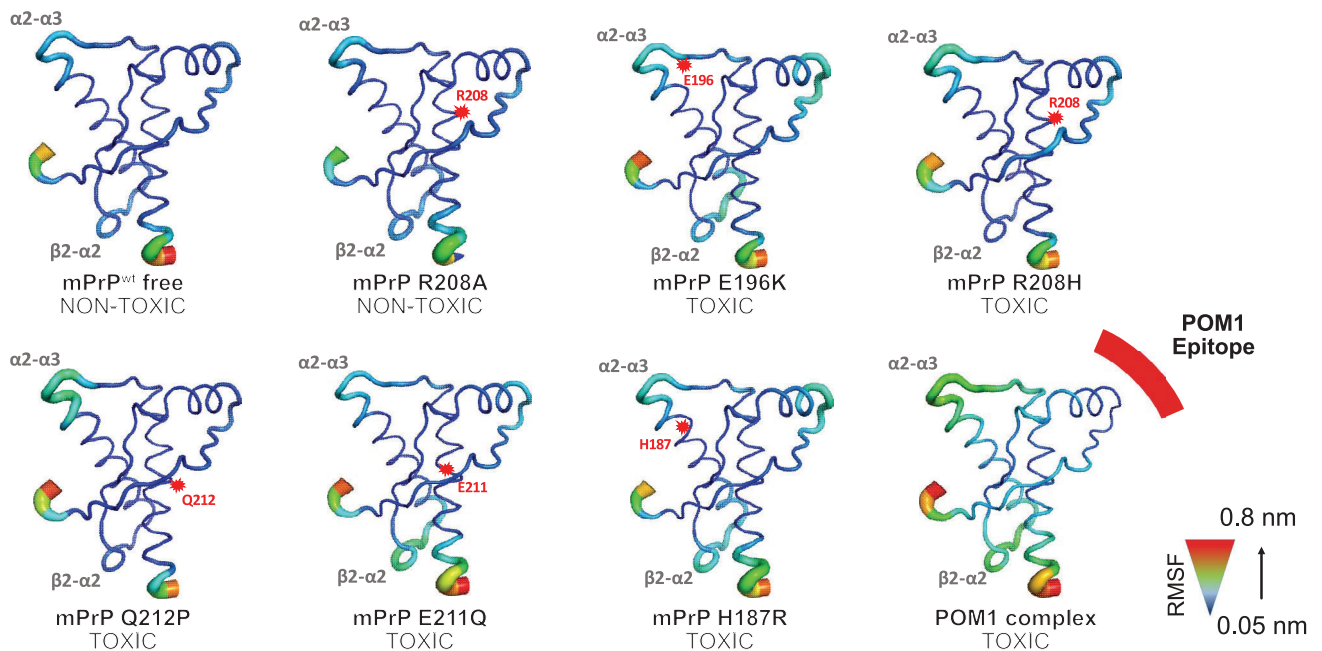 α2-α3
β2-α2
mPrPʷᵗ free
NON-TOXIC
α2-α3
R208
β2-α2
mPrP R208A
NON-TOXIC
α2-α3
E196
β2-α2
mPrP E196K
TOXIC
α2-α3
R208
β2-α2
mPrP R208H
TOXIC
α2-α3
Q212
β2-α2
mPrP Q212P
TOXIC
α2-α3
E211
β2-α2
mPrP E211Q
TOXIC
α2-α3
H187
β2-α2
mPrP H187R
TOXIC
α2-α3
β2-α2
POM1 complex
TOXIC
POM1
Epitope
0.8 nm
RMSF
0.05 nm